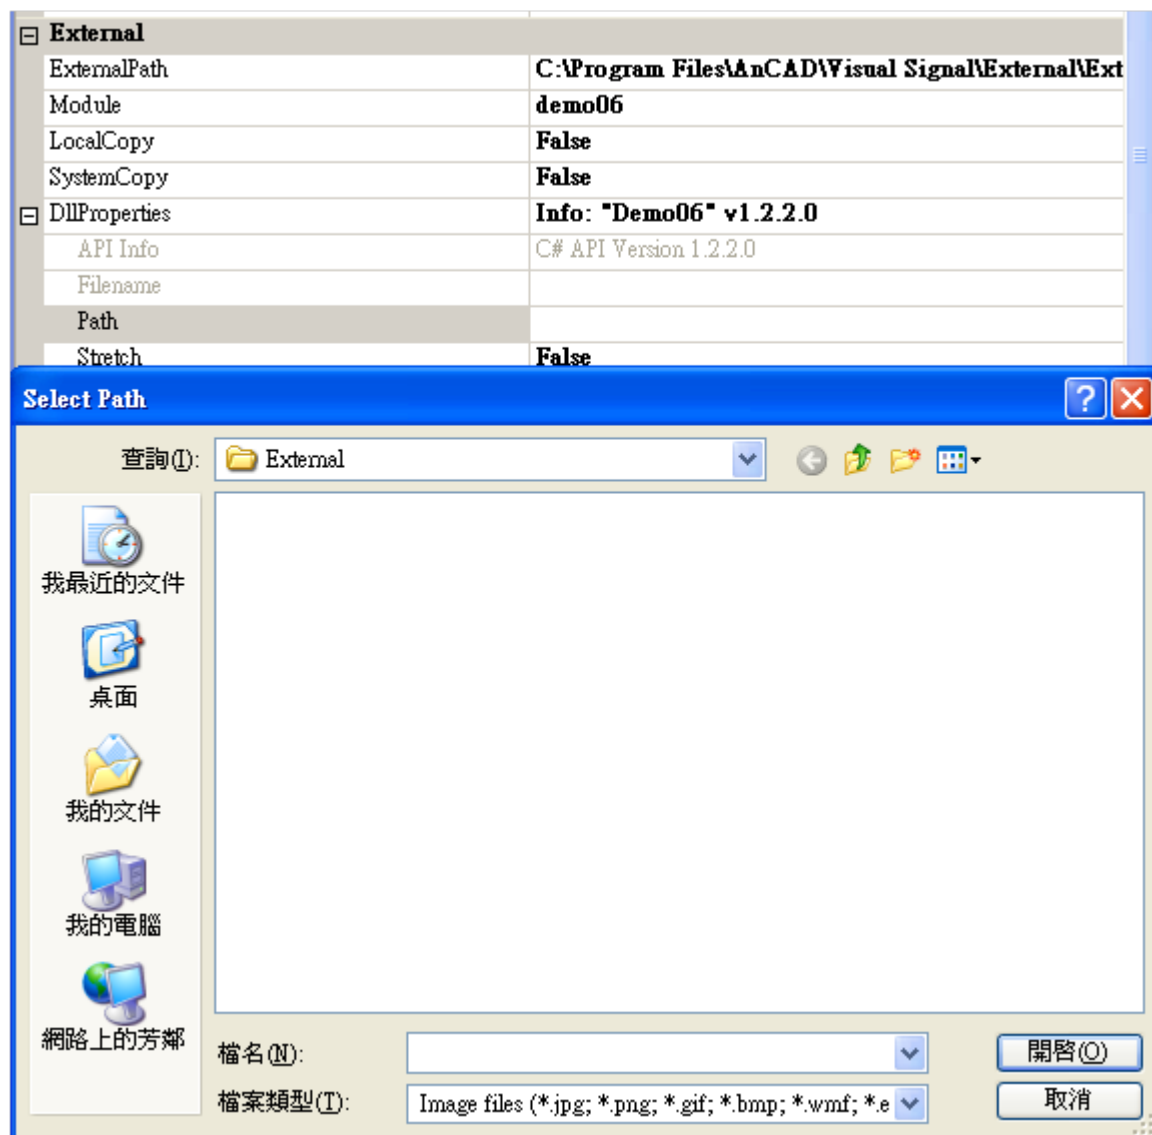 External
ExternalPath C:\Program Files\AnCAD\Visual Signal\External\Ext
Module demo06
LocalCopy False
SystemCopy False
DllProperties Info: "Demo06" v1.2.2.0
API Info C# API Version 1.2.2.0
Filename
Path
Stretch False
Select Path
查詢(I): External
我最近的文件
桌面
我的文件
我的電腦
網路上的芳鄰
檔名(N): 開啓(O)
檔案類型(T): Image files (*.jpg; *.png; *.gif; *.bmp; *.wmf; *.e 取消